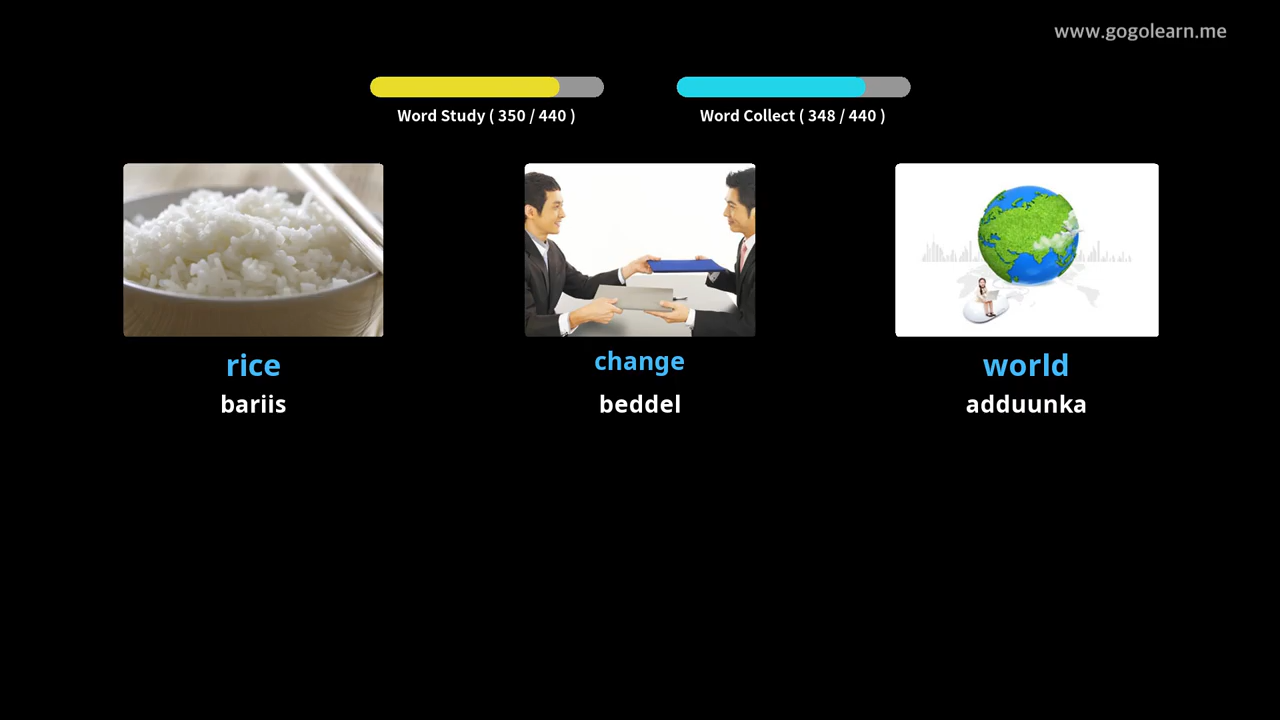 www.gogolearn.me
Word Study ( 350 / 440 )
Word Collect ( 348 / 440 )
rice
bariis
change
beddel
world
adduunka